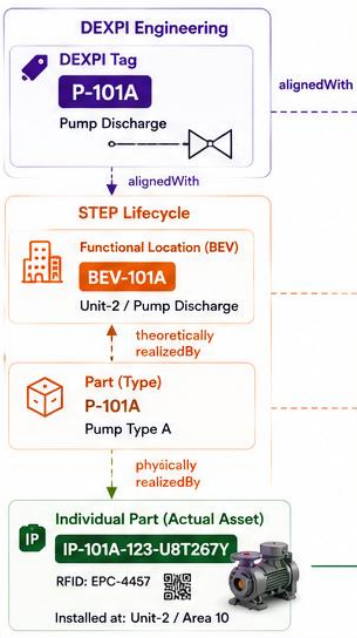 DEXPI Engineering
DEXPI Tag
P-101A
Pump Discharge
alignedWith
alignedWith
STEP Lifecycle
Functional Location (BEV)
BEV-101A
Unit-2 / Pump Discharge
theoretically
realizedBy
Part (Type)
P-101A
Pump Type A
physically
realizedBy
Individual Part (Actual Asset)
IP
IP-101A-123-U8T267Y
RFID: EPC-4457
Installed at: Unit-2 / Area 10